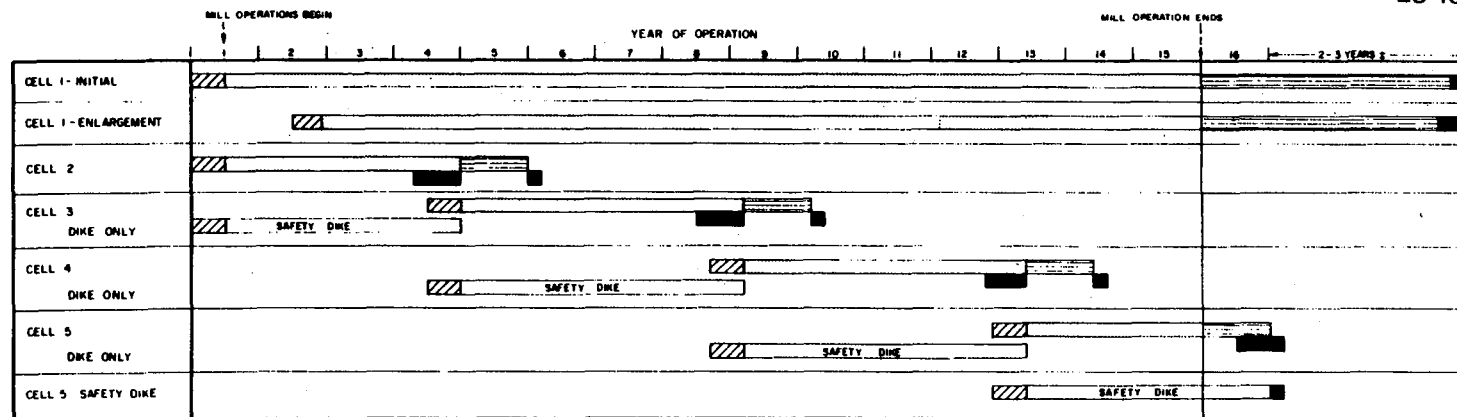 MILL OPERATIONS BEGIN
MILL OPERATION ENDS
YEAR OF OPERATION
1 2 3 4 5 6 7 8 9 10 11 12 13 14 15 16 2-3 YEARS ±
CELL 1-INITIAL
CELL 1-ENLARGEMENT
CELL 2
CELL 3
DIKE ONLY SAFETY DIKE
CELL 4
DIKE ONLY SAFETY DIKE
CELL 5
DIKE ONLY SAFETY DIKE
CELL 5 SAFETY DIKE SAFETY DIKE